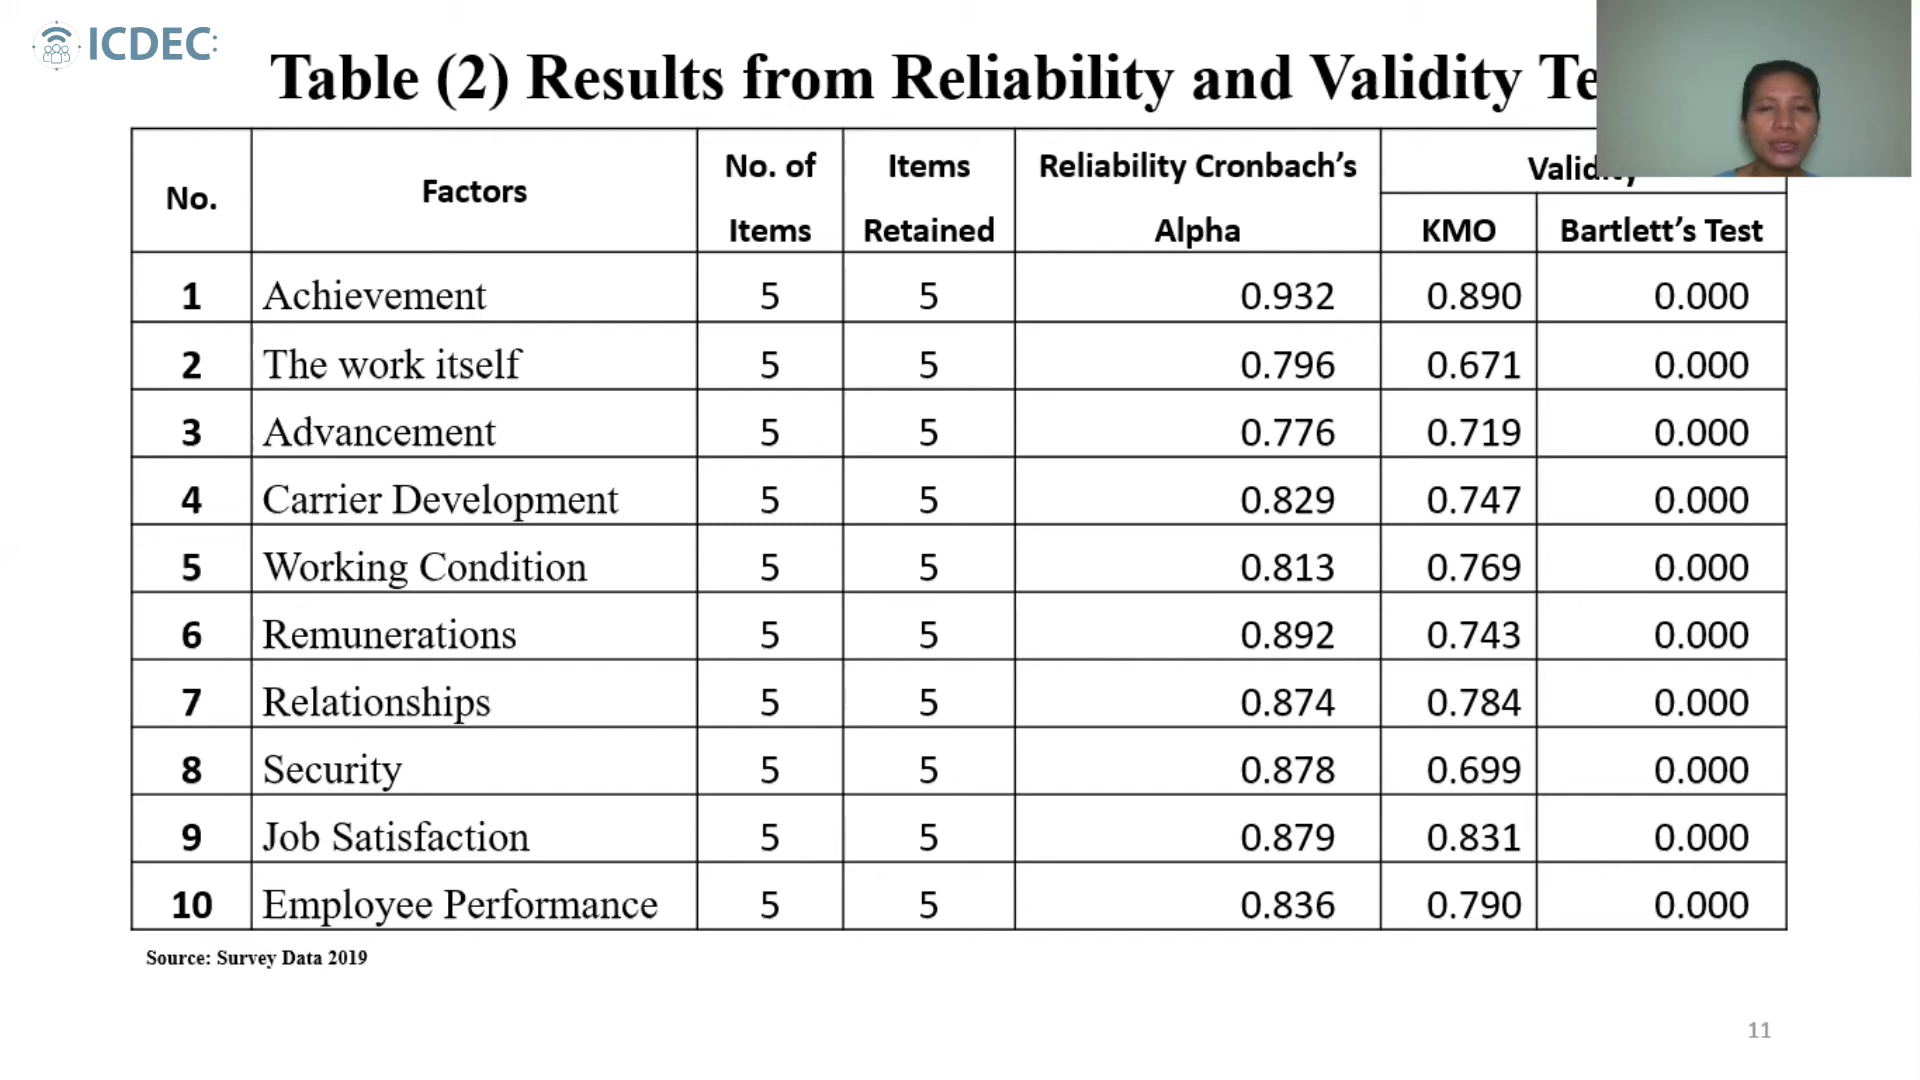 ICDEC:
Table (2) Results from Reliability and Validity
No. Factors No. of Items Items Retained Reliability Cronbach’s Alpha Validity
KMO Bartlett’s Test
1 Achievement 5 5 0.932 0.890 0.000
2 The work itself 5 5 0.796 0.671 0.000
3 Advancement 5 5 0.776 0.719 0.000
4 Carrier Development 5 5 0.829 0.747 0.000
5 Working Condition 5 5 0.813 0.769 0.000
6 Remunerations 5 5 0.892 0.743 0.000
7 Relationships 5 5 0.874 0.784 0.000
8 Security 5 5 0.878 0.699 0.000
9 Job Satisfaction 5 5 0.879 0.831 0.000
10 Employee Performance 5 5 0.836 0.790 0.000
Source: Survey Data 2019
11